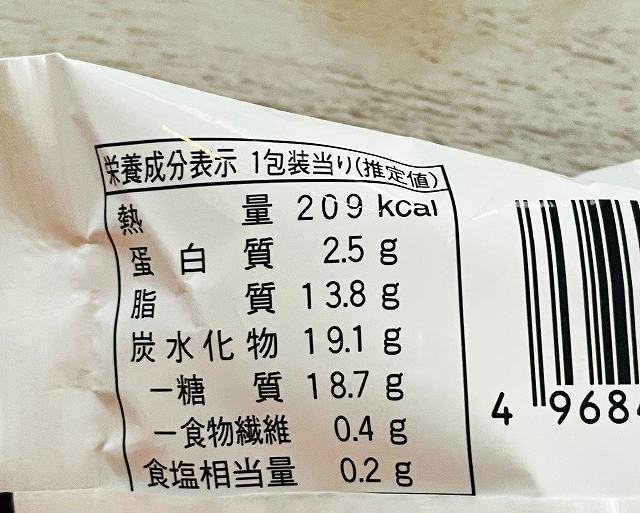 栄養成分表示 1包装当り(推定値)
熱量 209 kcal
蛋白質 2.5 g
脂質 13.8 g
炭水化物 19.1 g
−糖質 18.7 g
−食物繊維 0.4 g
食塩相当量 0.2 g
4 9684